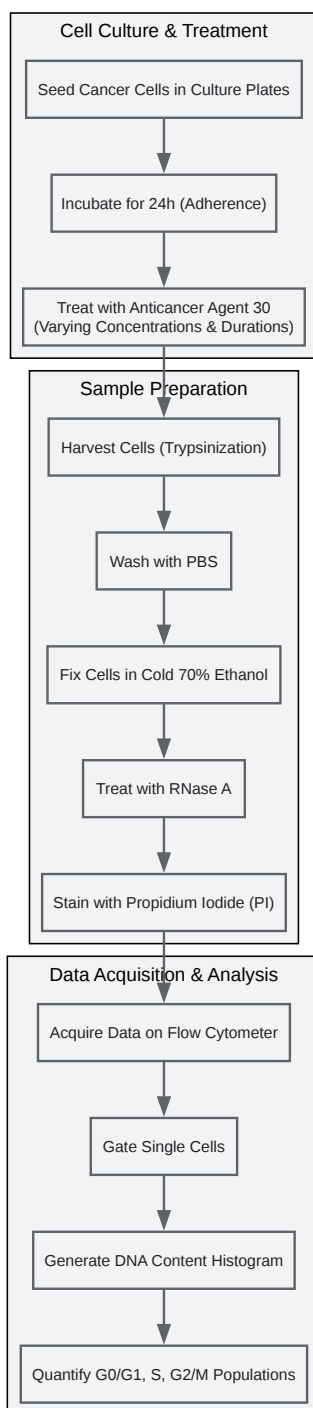 Cell Culture & Treatment
Seed Cancer Cells in Culture Plates
Incubate for 24h (Adherence)
Treat with Anticancer Agent 30
(Varying Concentrations & Durations)
Sample Preparation
Harvest Cells (Trypsinization)
Wash with PBS
Fix Cells in Cold 70% Ethanol
Treat with RNase A
Stain with Propidium Iodide (PI)
Data Acquisition & Analysis
Acquire Data on Flow Cytometer
Gate Single Cells
Generate DNA Content Histogram
Quantify G0/G1, S, G2/M Populations